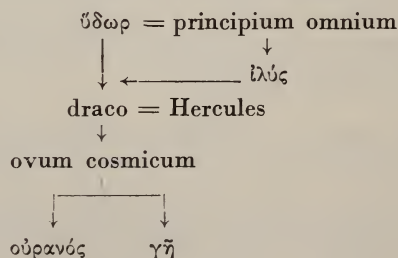 ὕδωρ = principium omnium
ἰλύς
draco = Hercules
ovum cosmicum
οὐρανός γῆ